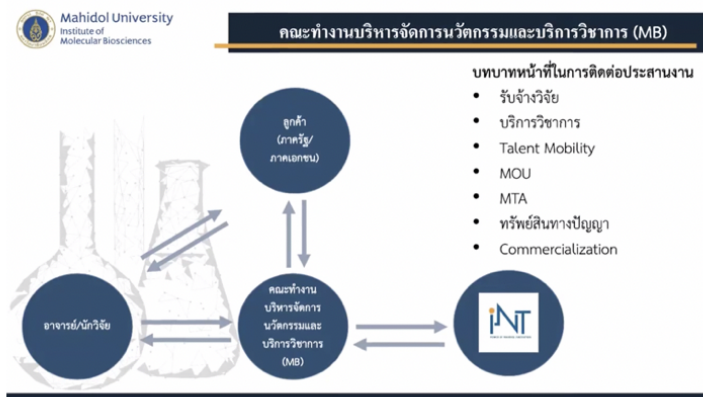 Mahidol University
Institute of
Molecular Biosciences
คณะทำงานบริหารจัดการนวัตกรรมและบริการวิชาการ (MB)
บทบาทหน้าที่ในการติดต่อประสานงาน
• รับจ้างวิจัย
• บริการวิชาการ
• Talent Mobility
• MOU
• MTA
• ทรัพย์สินทางปัญญา
• Commercialization
ลูกค้า
(ภาครัฐ/
ภาคเอกชน)
อาจารย์/นักวิจัย
คณะทำงาน
บริหารจัดการ
นวัตกรรมและ
บริการวิชาการ
(MB)
iNT